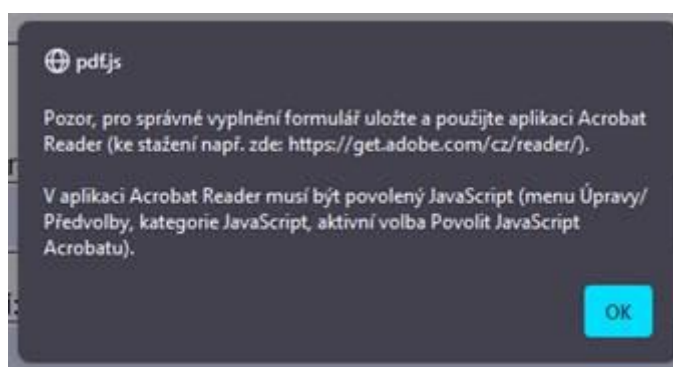 pdf.js
Pozor, pro správné vyplnění formulář uložte a použijte aplikaci Acrobat
Reader (ke stažení např. zde: https://get.adobe.com/cz/reader/).
V aplikaci Acrobat Reader musí být povolený JavaScript (menu Úpravy/
Předvolby, kategorie JavaScript, aktivní volba Povolit JavaScript
Acrobatu).
OK